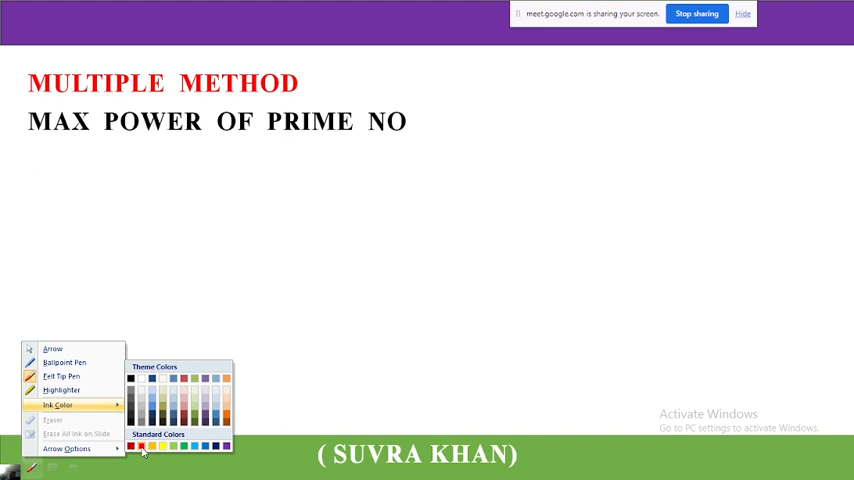 meet.google.com is sharing your screen. Stop sharing Hide
MULTIPLE METHOD
MAX POWER OF PRIME NO
Arrow
Ballpoint Pen
Felt Tip Pen
Highlighter
Ink Color
Eraser
Erase All Ink on Slide
Arrow Options
Theme Colors
Standard Colors
Activate Windows
Go to PC settings to activate Windows.
( SUVRA KHAN)